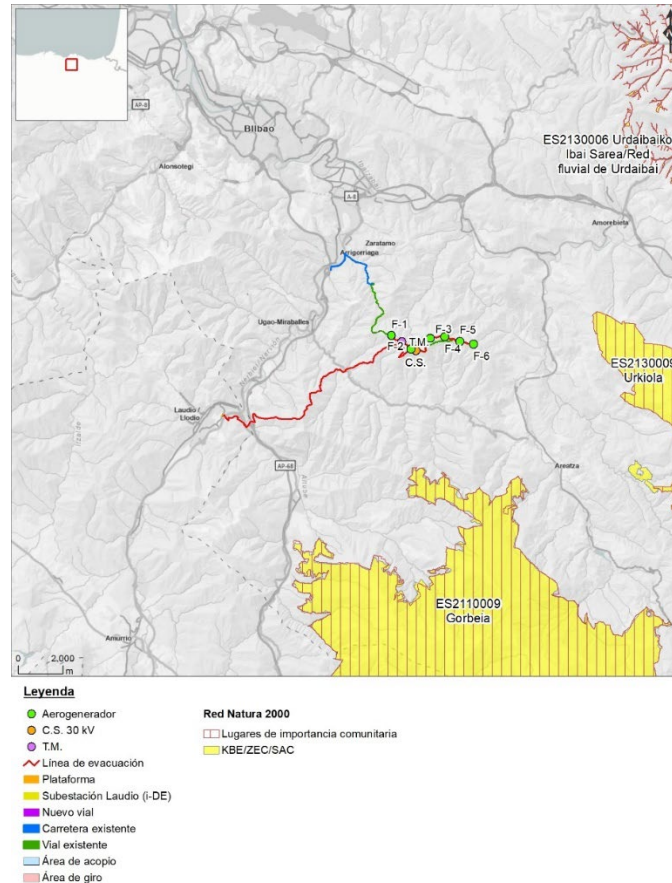 AP-8
Bilbao
Alonsotegi
A-8
ES2130006 Urdaibaiko
Ibai Sarea/Red
fluvial de Urdaibai
Amorebieta
Zaratamo
Arrigorriaga
Ugao-Miraballes
F-1
F-3
F-5
T.M.
F-2
F-4
F-6
C.S.
ES2130009
Urkiola
Laudio /
Llodio
AP-68
Areatza
ES2110009
Gorbeia
Amurrio
0 2.000
m
Leyenda
Aerogenerador
C.S. 30 kV
T.M.
Línea de evacuación
Plataforma
Subestación Laudio (i-DE)
Nuevo vial
Carretera existente
Vial existente
Área de acopio
Área de giro
Red Natura 2000
Lugares de importancia comunitaria
KBE/ZEC/SAC